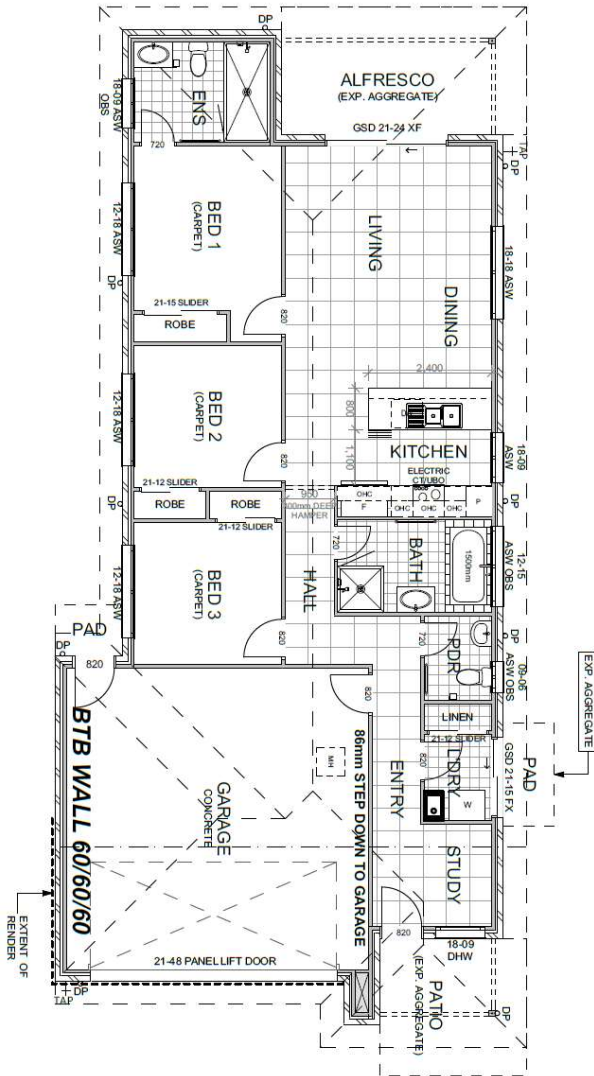 DP
ALFRESCO
(EXP. AGGREGATE)
GSD 21-24 XF
ENS
18-09 ASW
OBS
720
TAP
DP
BED 1
(CARPET)
12-18 ASW
DP
LIVING
DINING
18-18 ASW
21-15 SLIDER
ROBE
820
2,400
800
1,100
BED 2
(CARPET)
12-18 ASW
820
KITCHEN
ELECTRIC
CT/UBO
18-09
ASW
21-12 SLIDER
ROBE
ROBE
21-12 SLIDER
DP
950
300mm DEEP
HAMPER
OHC
F
OHC
OHC
OHC
P
DP
BED 3
(CARPET)
12-18 ASW
HALL
720
BATH
1500mm
12-15
ASW OBS
820
PAD
DP
820
720
PDR
DP
09-06
ASW OBS
EXP. AGGREGATE
BTB WALL 60/60/60
820
MH
86mm STEP DOWN TO GARAGE
GARAGE
CONCRETE
ENTRY
LINEN
21-12 SLIDER
820
L'DRY
W
GSD 21-15 FX
PAD
STUDY
820
18-09
DHW
21-48 PANEL LIFT DOOR
EXTENT OF
RENDER
DP
TAP
PATIO
(EXP. AGGREGATE)
DP